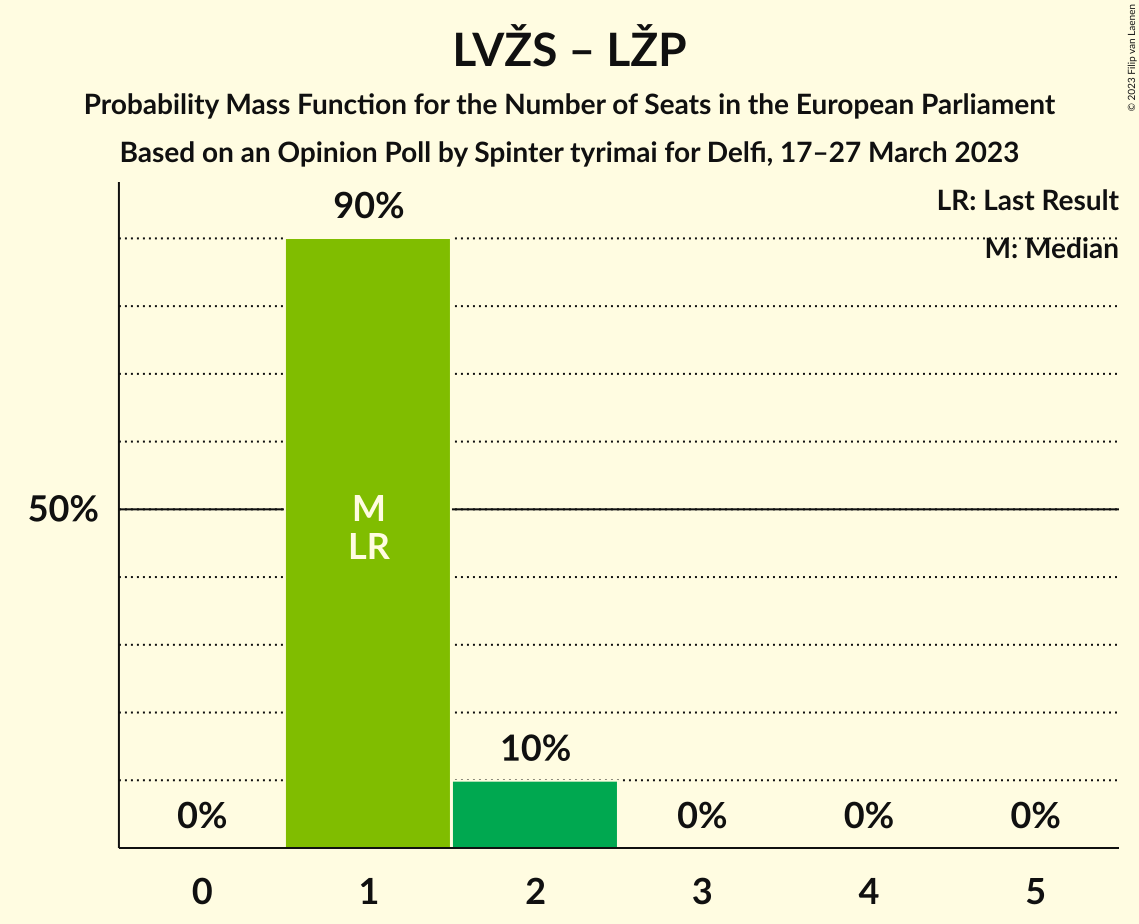 LVŽS – LŽP
Probability Mass Function for the Number of Seats in the European Parliament
Based on an Opinion Poll by Spinter tyrimai for Delfi, 17–27 March 2023
© 2023 Filip van Laenen
LR: Last Result
M: Median
90%
50%
M
LR
10%
0%
0%
0%
0%
0 1 2 3 4 5